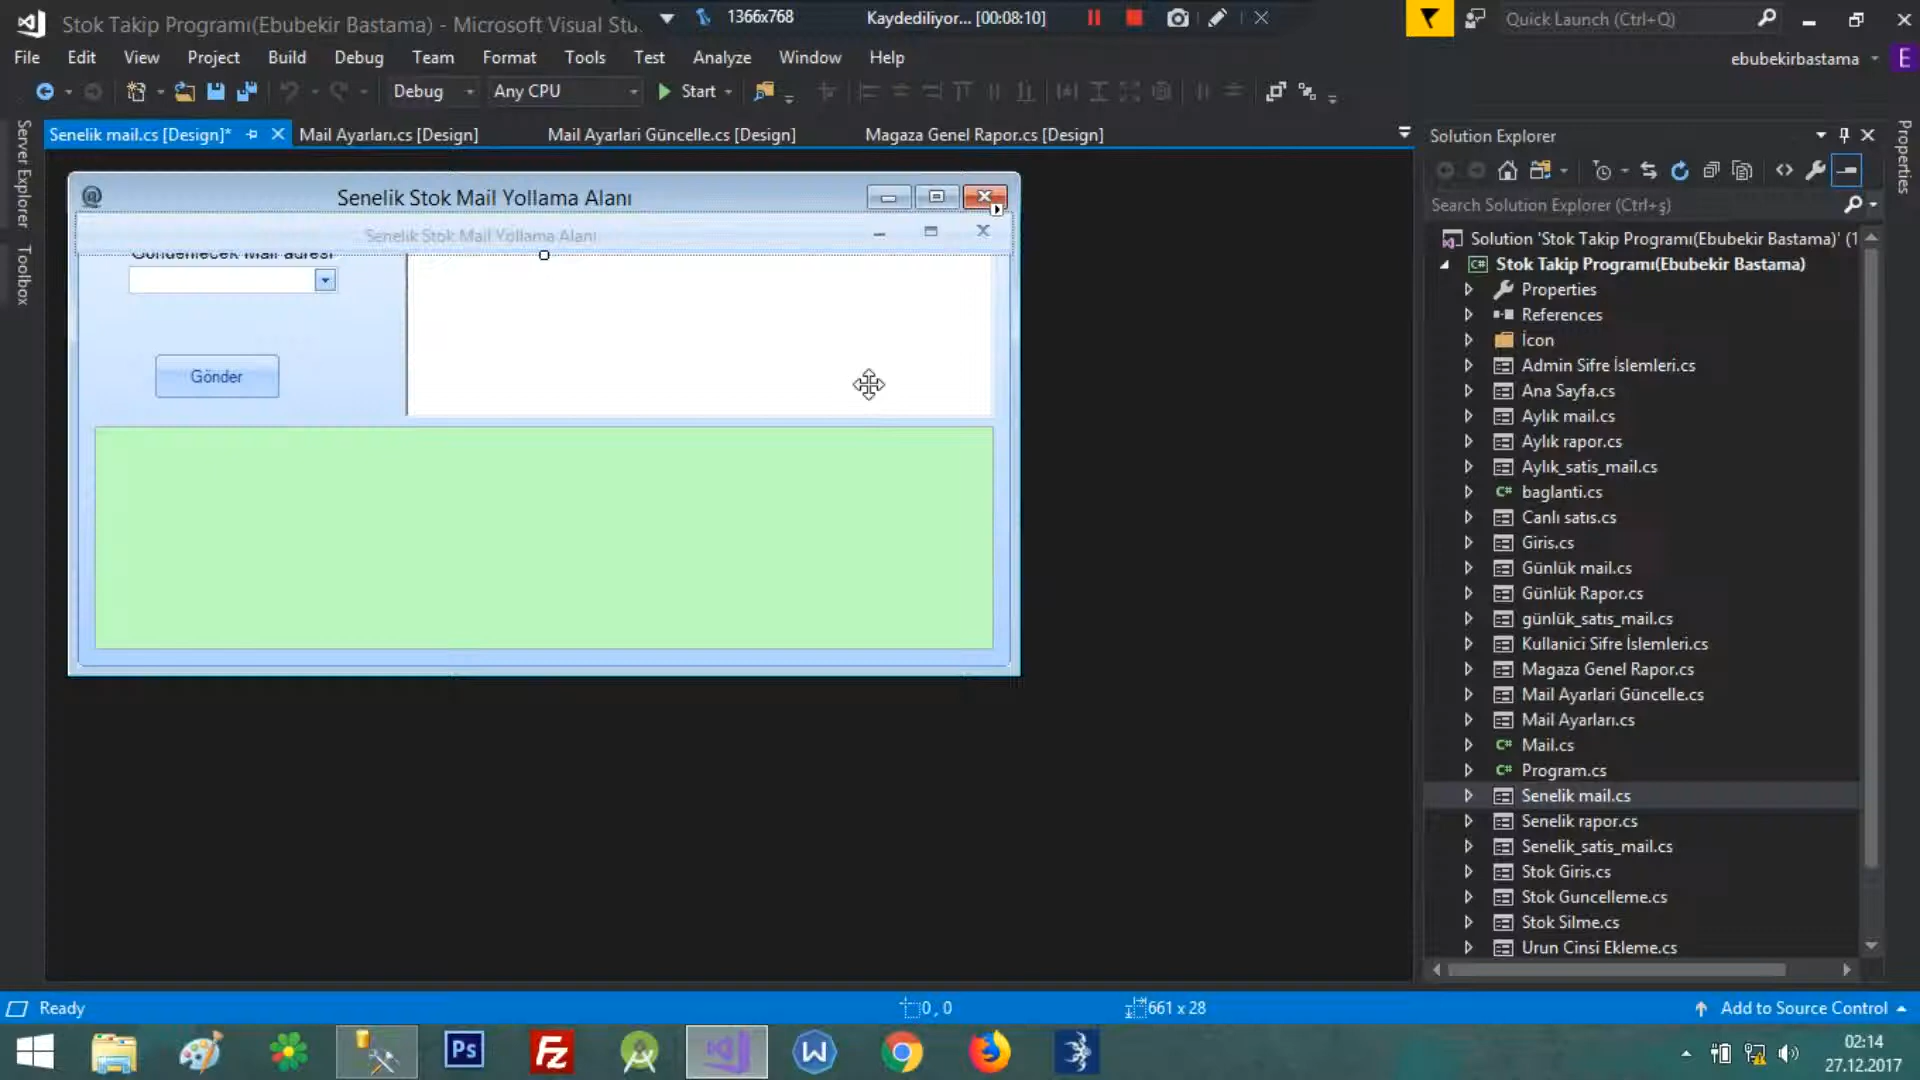 Stok Takip Programı(Ebubekir Bastama) - Microsoft Visual Stu
1366x768
Kaydediliyor... [00:08:10]
Quick Launch (Ctrl+Q)
File Edit View Project Build Debug Team Format Tools Test Analyze Window Help
ebubekirbastama
E
Debug
Any CPU
Start
Senelik mail.cs [Design]*
Mail Ayarları.cs [Design]
Mail Ayarlari Güncelle.cs [Design]
Magaza Genel Rapor.cs [Design]
Server Explorer
Toolbox
Senelik Stok Mail Yollama Alanı
Senelik Stok Mail Yollama Alanı
Gönderilecek Mail adresi
Gönder
Solution Explorer
Properties
Search Solution Explorer (Ctrl+ş)
Solution 'Stok Takip Programı(Ebubekir Bastama)' (1
Stok Takip Programı(Ebubekir Bastama)
Properties
References
İcon
Admin Sifre İslemleri.cs
Ana Sayfa.cs
Aylık mail.cs
Aylık rapor.cs
Aylık_satis_mail.cs
baglanti.cs
Canlı satıs.cs
Giris.cs
Günlük mail.cs
Günlük Rapor.cs
günlük_satıs_mail.cs
Kullanici Sifre İslemleri.cs
Magaza Genel Rapor.cs
Mail Ayarlari Güncelle.cs
Mail Ayarları.cs
Mail.cs
Program.cs
Senelik mail.cs
Senelik rapor.cs
Senelik_satis_mail.cs
Stok Giris.cs
Stok Guncelleme.cs
Stok Silme.cs
Urun Cinsi Ekleme.cs
Ready
0 , 0
661 x 28
Add to Source Control
Ps
02:14
27.12.2017